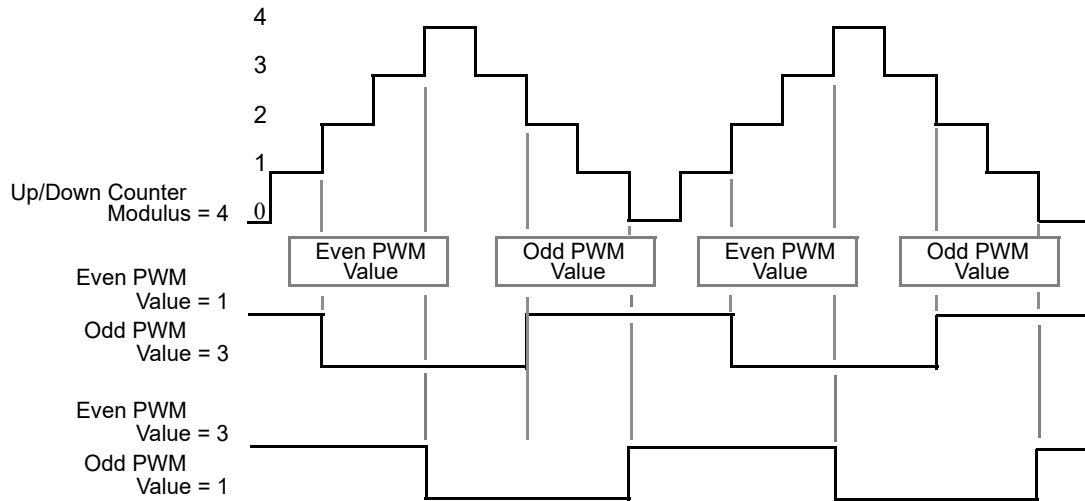 4
3
2
1
0
Up/Down Counter
Modulus = 4
Even PWM
Value
Odd PWM
Value
Even PWM
Value
Odd PWM
Value
Even PWM
Value = 1
Odd PWM
Value = 3
Even PWM
Value = 3
Odd PWM
Value = 1